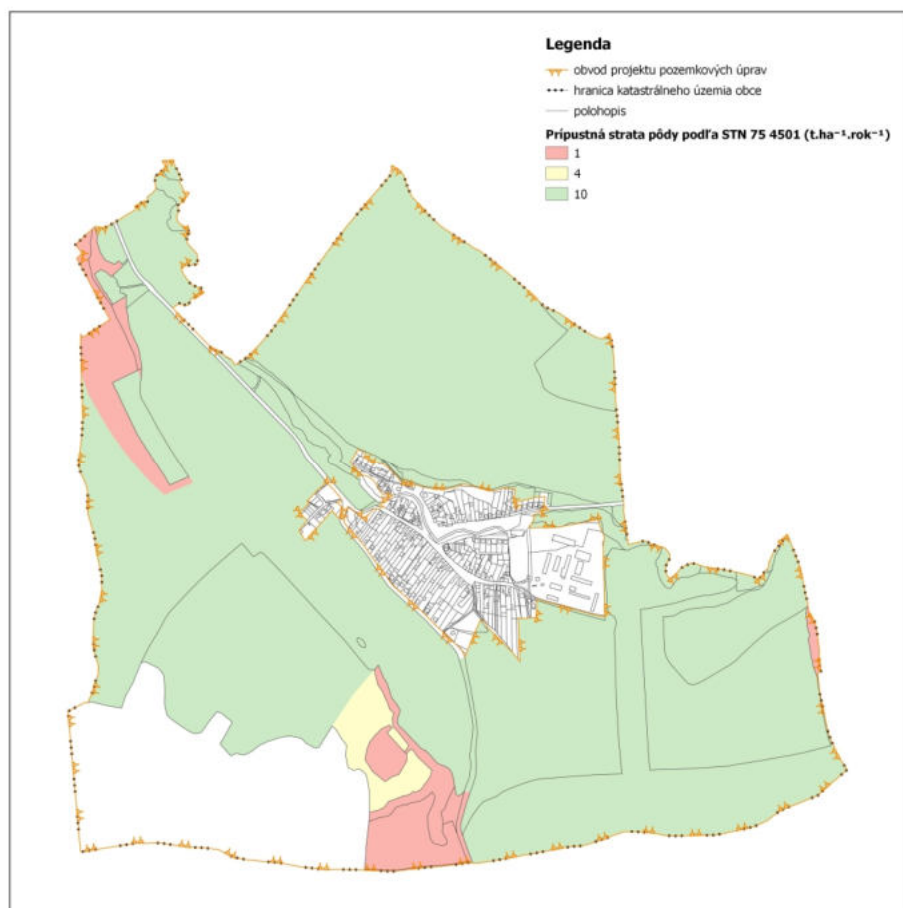 Legenda
obvod projektu pozemkových úprav
hranica katastrálneho územia obce
polohopis
Prípustná strata pôdy podľa STN 75 4501 (t.ha⁻¹.rok⁻¹)
1
4
10